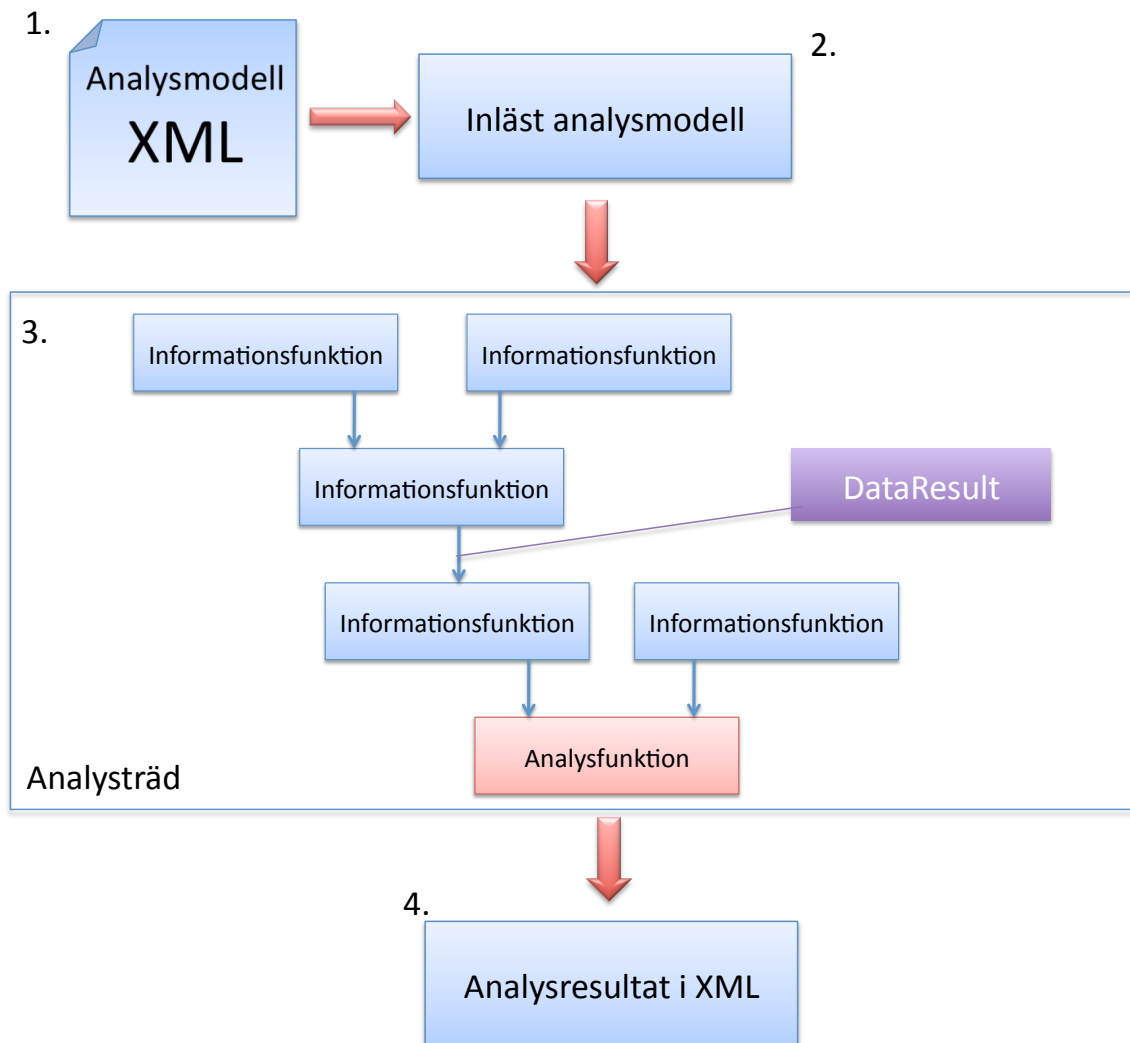 1.
Analysmodell
XML
2.
Inläst analysmodell
3.
Informationsfunktion
Informationsfunktion
Informationsfunktion
DataResult
Informationsfunktion
Informationsfunktion
Analysfunktion
Analysträd
4.
Analysresultat i XML